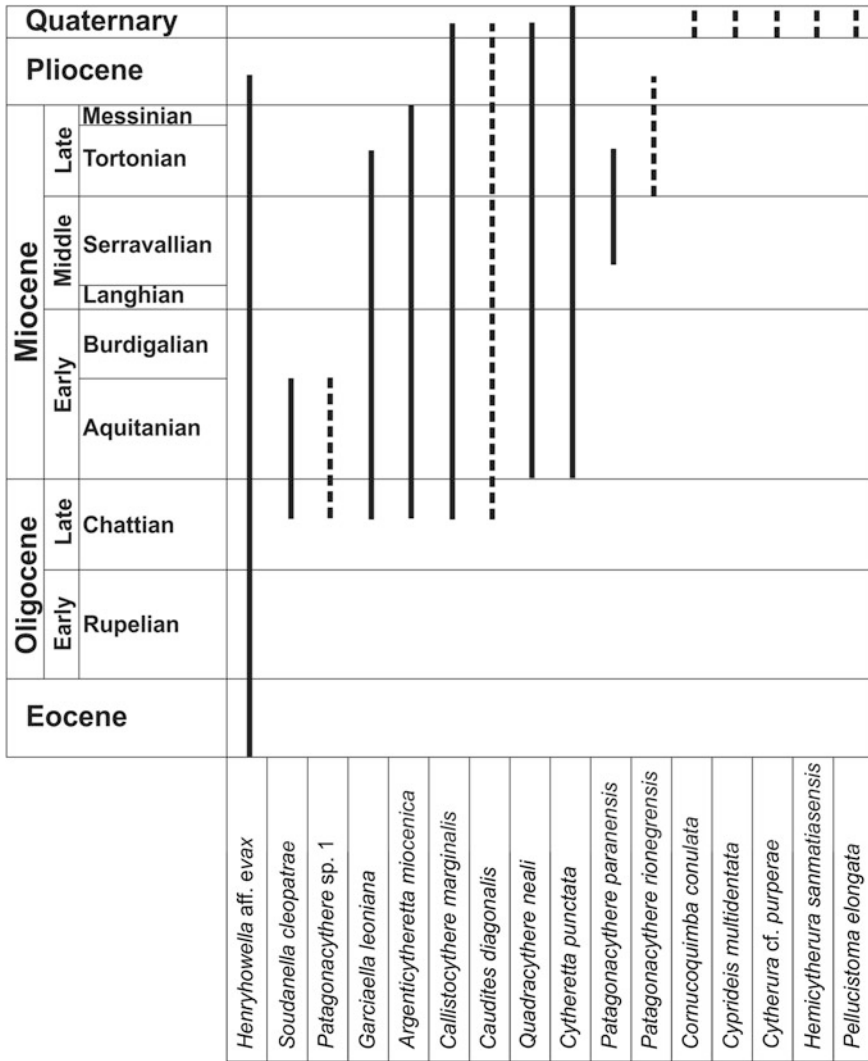 Quaternary
Pliocene
Miocene
Late
Messinian
Tortonian
Middle
Serravallian
Langhian
Early
Burdigalian
Aquitanian
Oligocene
Late
Chattian
Early
Rupelian
Eocene
Henryhowella aff. evax
Soudanella cleopatrae
Patagonacythere sp. 1
Garciaella leoniana
Argenticytheretta miocenica
Callistocythere marginalis
Caudites diagonalis
Quadracythere neali
Cytheretta punctata
Patagonacythere paranensis
Patagonacythere rionegrensis
Cornucoquimba conulata
Cyprideis multidentata
Cytherura cf. purperae
Hemicytherura sanmatiasensis
Pellucistoma elongata